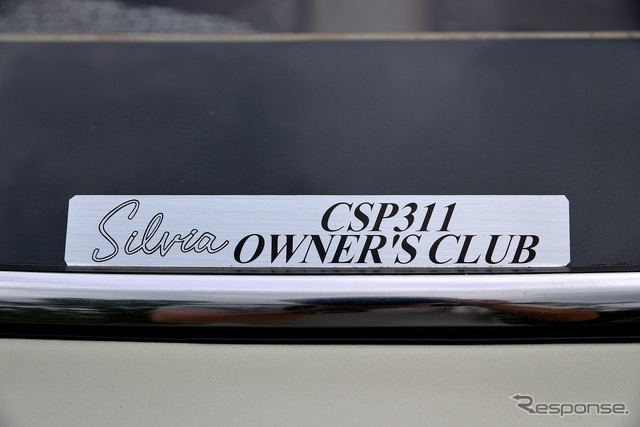 Silvia
CSP311
OWNER'S CLUB
Response.